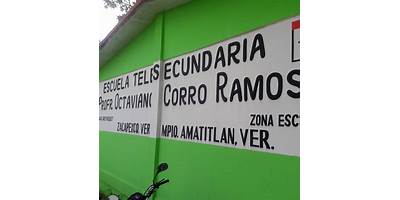 ESCUELA TELESECUNDARIA
PROFR. OCTAVIANO CORRO RAMOS
ZONA ESC
ZACAPEXCO, VER. MPIO. AMATITLAN, VER.